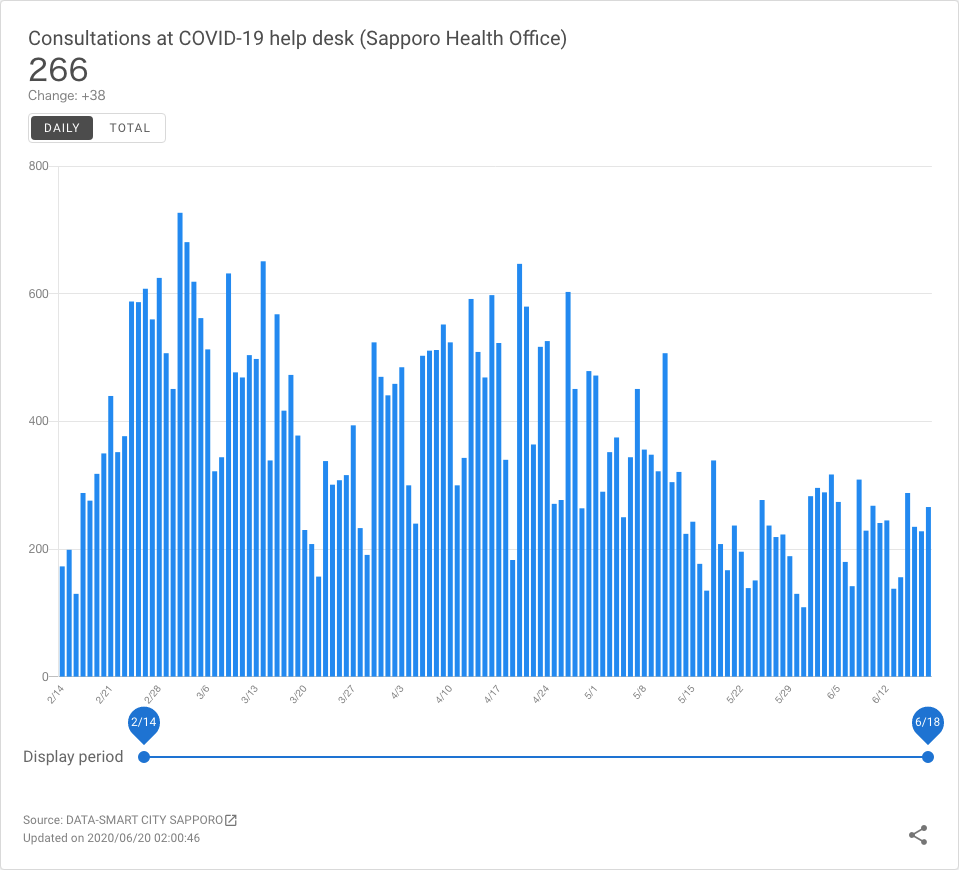 Consultations at COVID-19 help desk (Sapporo Health Office)
266
Change: +38
DAILY TOTAL
800
600
400
200
0
2/14 2/21 2/28 3/6 3/13 3/20 3/27 4/3 4/10 4/17 4/24 5/1 5/8 5/15 5/22 5/29 6/5 6/12
2/14 6/18
Display period
Source: DATA-SMART CITY SAPPORO
Updated on 2020/06/20 02:00:46